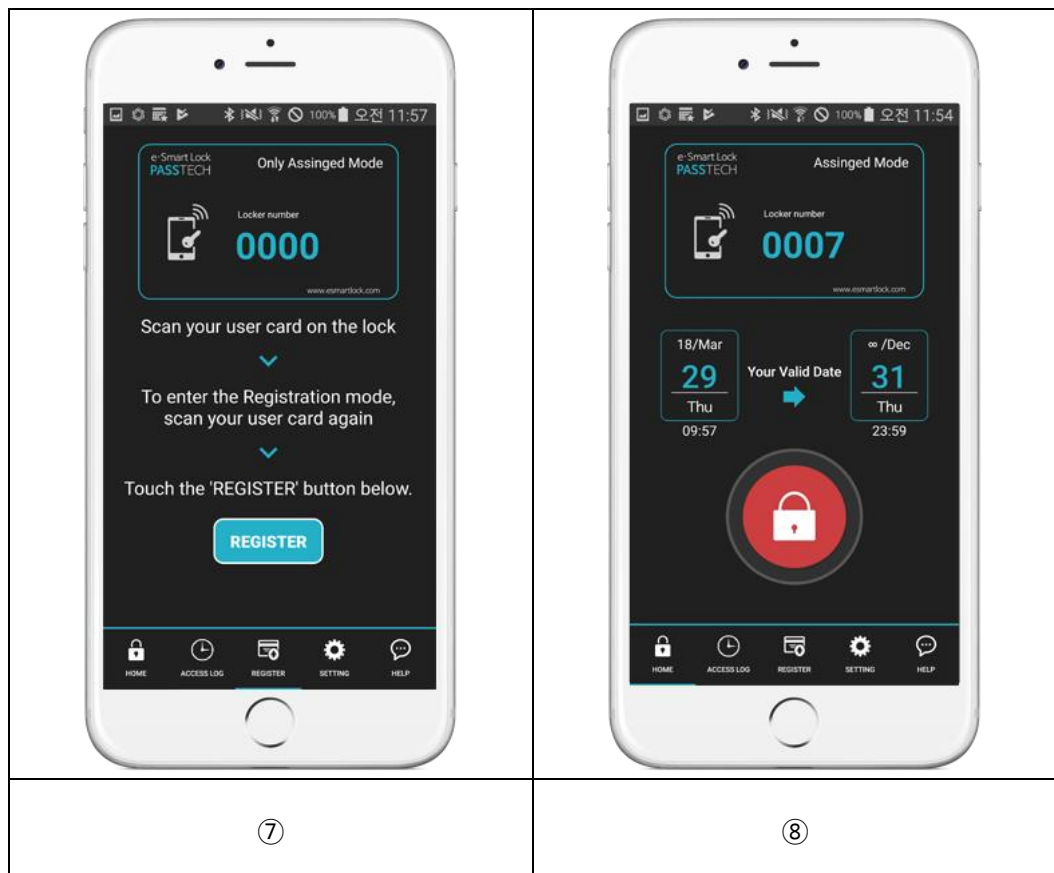 100% 오전 11:57
e·Smart Lock
PASSTECH
Only Assinged Mode
Locker number
0000
www.esmartlock.com
Scan your user card on the lock
To enter the Registration mode,
scan your user card again
Touch the 'REGISTER' button below.
REGISTER
HOME ACCESS LOG REGISTER SETTING HELP
⑦
100% 오전 11:54
e·Smart Lock
PASSTECH
Assinged Mode
Locker number
0007
www.esmartlock.com
18/Mar
29
Thu
09:57
Your Valid Date
∞ /Dec
31
Thu
23:59
HOME ACCESS LOG REGISTER SETTING HELP
⑧